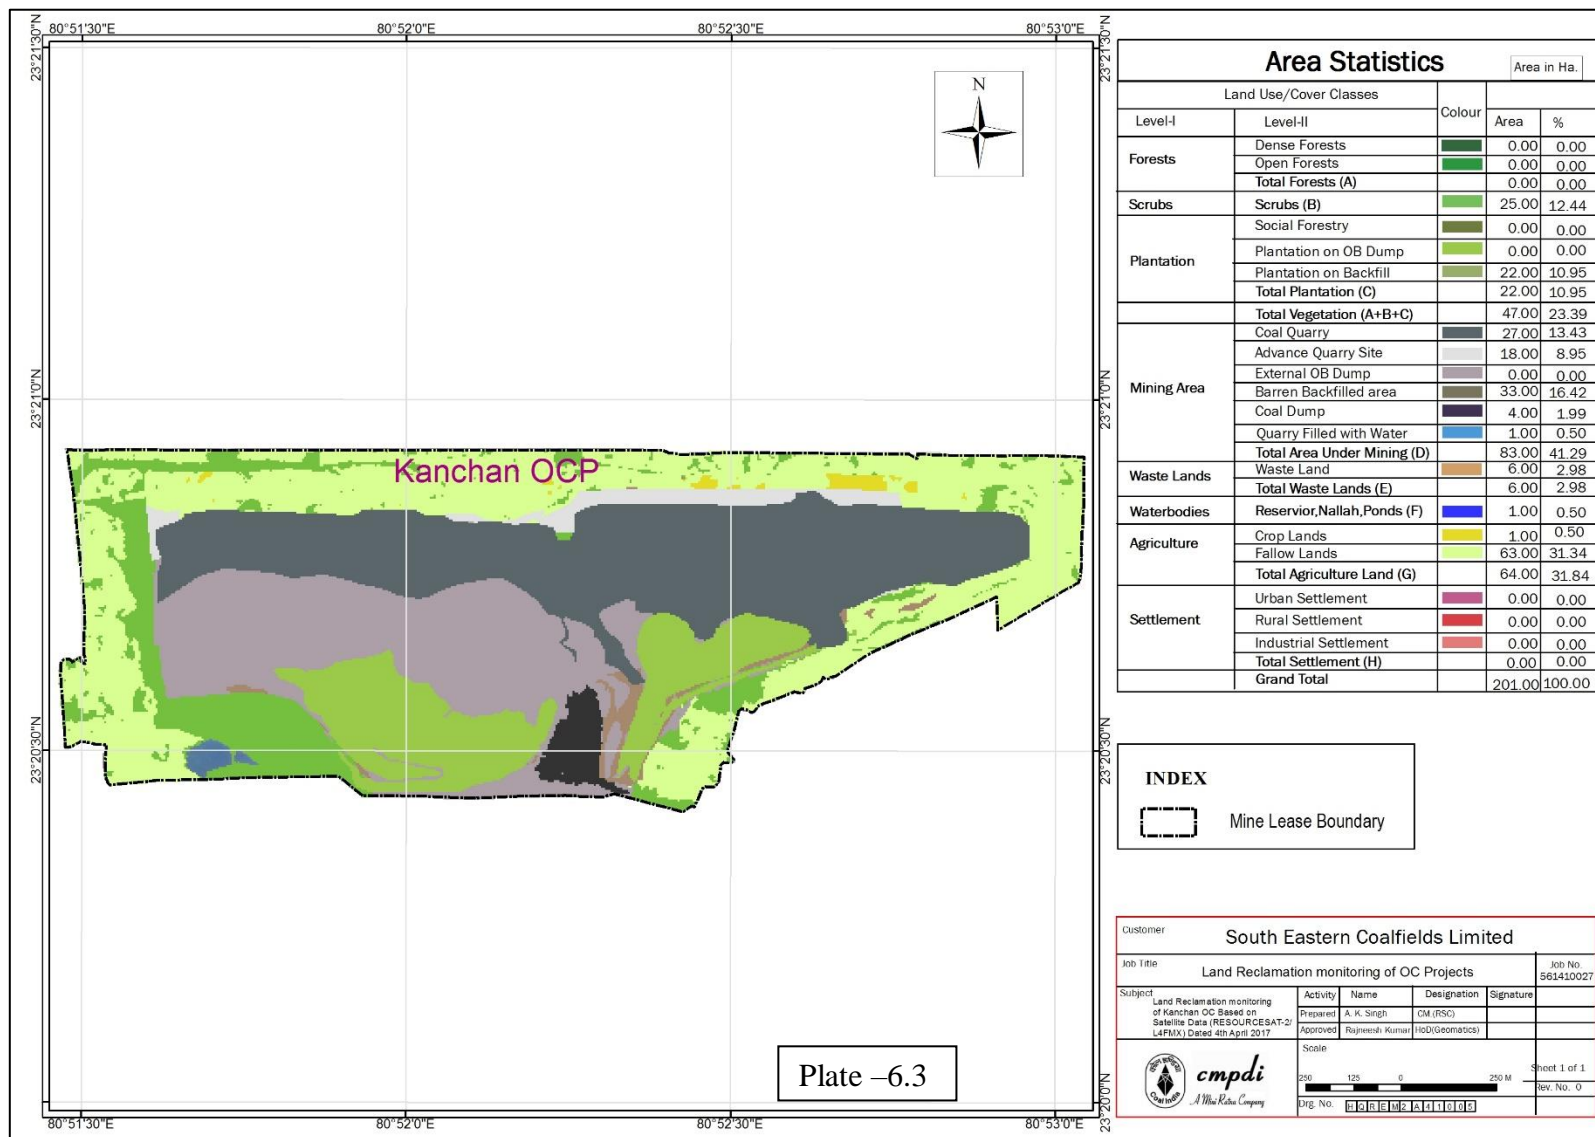 80°51'30"E 80°52'0"E 80°52'30"E 80°53'0"E
23°21'30"N 23°21'30"N
N
23°21'0"N 23°21'0"N
Kanchan OCP
23°20'30"N 23°20'30"N
23°20'0"N
Plate –6.3
80°51'30"E 80°52'0"E 80°52'30"E 80°53'0"E
Area Statistics Area in Ha.
Land Use/Cover Classes Colour
Level-I Level-II Area %
Forests
Dense Forests 0.00 0.00
Open Forests 0.00 0.00
Total Forests (A) 0.00 0.00
Scrubs Scrubs (B) 25.00 12.44
Plantation
Social Forestry 0.00 0.00
Plantation on OB Dump 0.00 0.00
Plantation on Backfill 22.00 10.95
Total Plantation (C) 22.00 10.95
Total Vegetation (A+B+C) 47.00 23.39
Mining Area
Coal Quarry 27.00 13.43
Advance Quarry Site 18.00 8.95
External OB Dump 0.00 0.00
Barren Backfilled area 33.00 16.42
Coal Dump 4.00 1.99
Quarry Filled with Water 1.00 0.50
Total Area Under Mining (D) 83.00 41.29
Waste Lands
Waste Land 6.00 2.98
Total Waste Lands (E) 6.00 2.98
Waterbodies Reservior,Nallah,Ponds (F) 1.00 0.50
Agriculture
Crop Lands 1.00 0.50
Fallow Lands 63.00 31.34
Total Agriculture Land (G) 64.00 31.84
Settlement
Urban Settlement 0.00 0.00
Rural Settlement 0.00 0.00
Industrial Settlement 0.00 0.00
Total Settlement (H) 0.00 0.00
Grand Total 201.00 100.00
INDEX
Mine Lease Boundary
Customer South Eastern Coalfields Limited
Job Title Land Reclamation monitoring of OC Projects
Job No. 561410027
Subject
Land Reclamation monitoring
of Kanchan OC Based on
Satellite Data (RESOURCESAT-2/
L4FMX) Dated 4th April 2017
Activity Name Designation Signature
Prepared A. K. Singh CM.(RSC)
Approved Rajneesh Kumar HoD(Geomatics)
Coal India
cmpdi
A Mini Ratna Company
Scale
250 125 0 250 M
Sheet 1 of 1
Rev. No. 0
Drg. No. HQREM2A41005